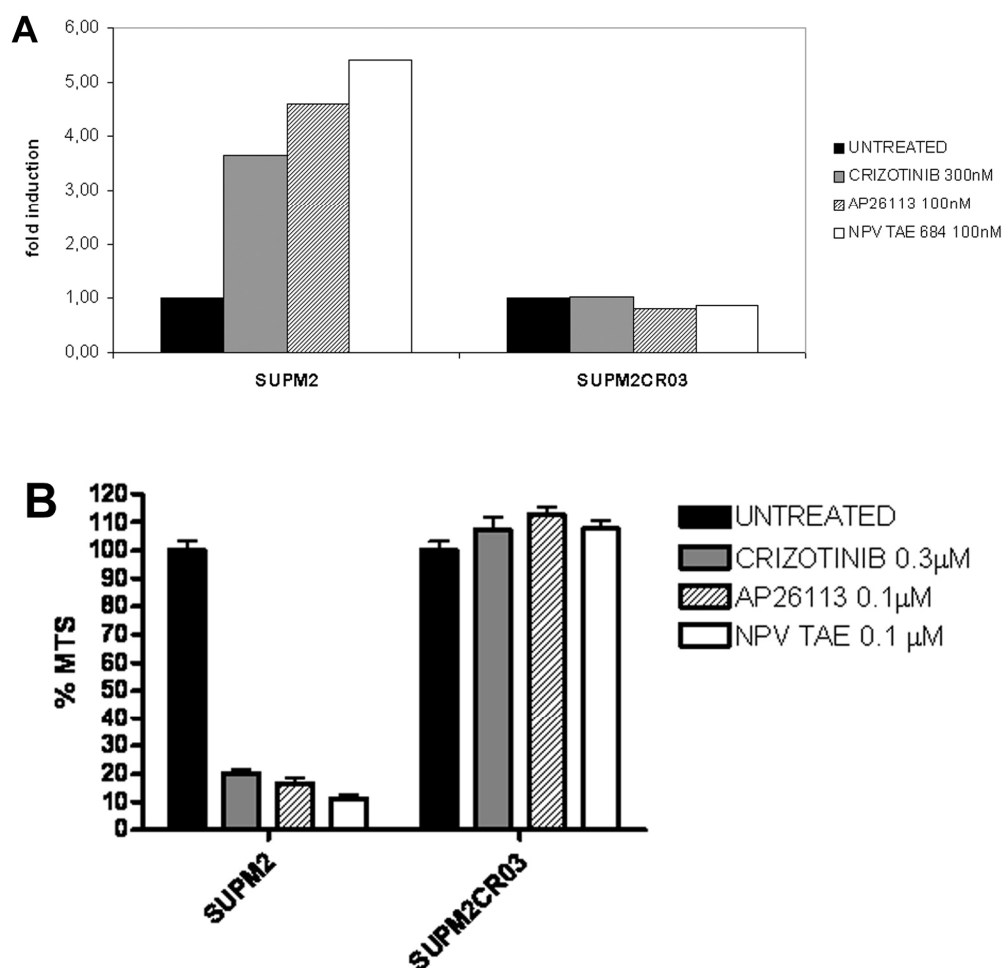 A
6,00
5,00
4,00
3,00
2,00
1,00
0,00
fold induction
SUPM2
SUPM2CR03
UNTREATED
CRIZOTINIB 300nM
AP26113 100nM
NPV TAE 684 100nM
B
120
110
100
90
80
70
60
50
40
30
20
10
0
% MTS
SUPM2
SUPM2CR03
UNTREATED
CRIZOTINIB 0.3μM
AP26113 0.1μM
NPV TAE 0.1 μM